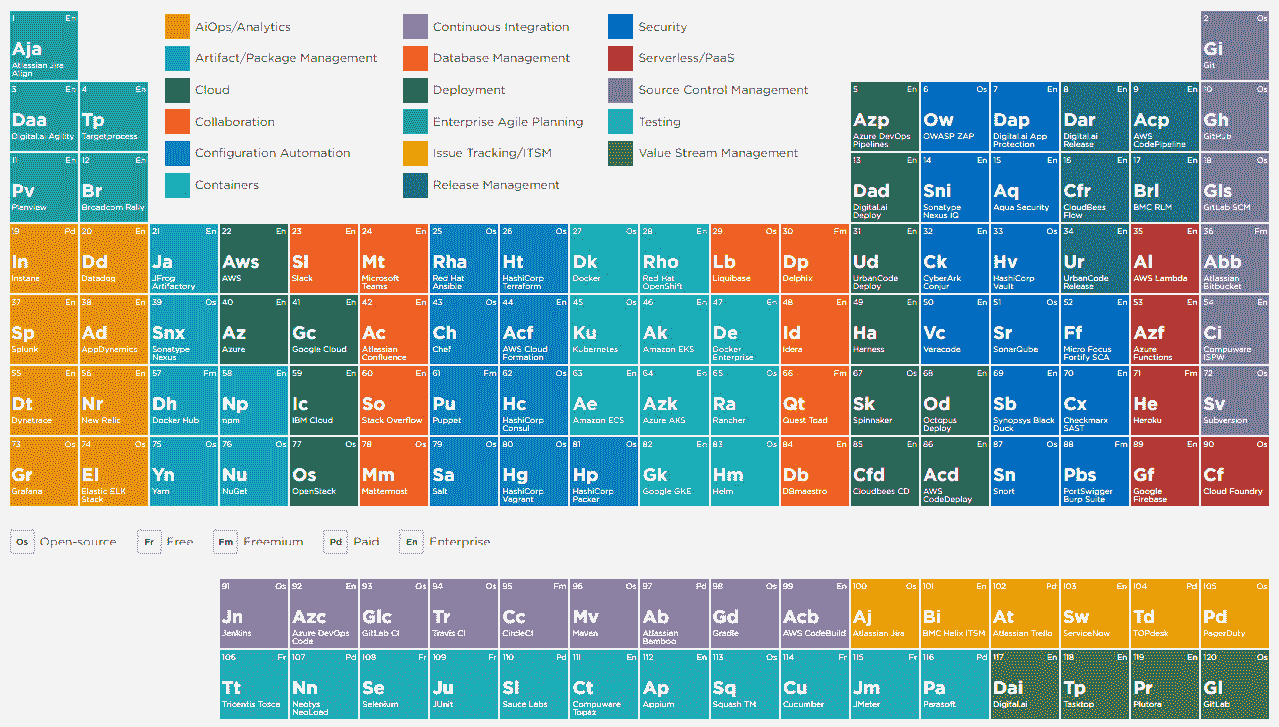 1 En
Aja
Atlassian Jira
Align
AiOps/Analytics
Artifact/Package Management
Cloud
Collaboration
Configuration Automation
Containers
Continuous Integration
Database Management
Deployment
Enterprise Agile Planning
Issue Tracking/ITSM
Release Management
Security
Serverless/PaaS
Source Control Management
Testing
Value Stream Management
2 Os
Gi
Git
3 En
Daa
Digital.ai Agility
4 En
Tp
Targetprocess
5 En
Azp
Azure DevOps
Pipelines
6 Os
Ow
OWASP ZAP
7 En
Dap
Digital.ai App
Protection
8 En
Dar
Digital.ai
Release
9 En
Acp
AWS
CodePipeline
10 Os
Gh
GitHub
11 En
Pv
Planview
12 En
Br
Broadcom Rally
13 En
Dad
Digital.ai
Deploy
14 En
Sni
Sonatype
Nexus IQ
15 En
Aq
Aqua Security
16 En
Cfr
CloudBees
Flow
17 En
Brl
BMC RLM
18 Os
Gls
GitLab SCM
19 Pd
In
Instana
20 En
Dd
Datadog
21 En
Ja
JFrog
Artifactory
22 En
Aws
AWS
23 En
Sl
Slack
24 En
Mt
Microsoft
Teams
25 Os
Rha
Red Hat
Ansible
26 Os
Ht
HashiCorp
Terraform
27 Os
Dk
Docker
28 En
Rho
Red Hat
OpenShift
29 Os
Lb
Liquibase
30 Fm
Dp
Delphix
31 En
Ud
UrbanCode
Deploy
32 En
Ck
CyberArk
Conjur
33 Os
Hv
HashiCorp
Vault
34 En
Ur
UrbanCode
Release
35 En
Al
AWS Lambda
36 Fm
Abb
Atlassian
Bitbucket
37 En
Sp
Splunk
38 En
Ad
AppDynamics
39 Os
Snx
Sonatype
Nexus
40 En
Az
Azure
41 En
Gc
Google Cloud
42 En
Ac
Atlassian
Confluence
43 Os
Ch
Chef
44 En
Acf
AWS Cloud
Formation
45 Os
Ku
Kubernetes
46 En
Ak
Amazon EKS
47 En
De
Docker
Enterprise
48 En
Id
Idera
49 En
Ha
Harness
50 En
Vc
Veracode
51 Os
Sr
SonarQube
52 En
Ff
Micro Focus
Fortify SCA
53 En
Azf
Azure
Functions
54 En
Ci
Compuware
ISPW
55 En
Dt
Dynatrace
56 En
Nr
New Relic
57 Fm
Dh
Docker Hub
58 En
Np
npm
59 En
Ic
IBM Cloud
60 En
So
Stack Overflow
61 Fm
Pu
Puppet
62 En
Hc
HashiCorp
Consul
63 En
Ae
Amazon ECS
64 En
Azk
Azure AKS
65 Os
Ra
Rancher
66 Fm
Qt
Quest Toad
67 Os
Sk
Spinnaker
68 En
Od
Octopus
Deploy
69 En
Sb
Synopsys Black
Duck
70 En
Cx
Checkmarx
SAST
71 Fm
He
Heroku
72 Os
Sv
Subversion
73 Os
Gr
Grafana
74 Os
El
Elastic ELK
Stack
75 Os
Yn
Yarn
76 Os
Nu
NuGet
77 Os
Os
OpenStack
78 Os
Mm
Mattermost
79 Os
Sa
Salt
80 Os
Hg
HashiCorp
Vagrant
81 Os
Hp
HashiCorp
Packer
82 En
Gk
Google GKE
83 Os
Hm
Helm
84 En
Db
DBmaestro
85 En
Cfd
Cloudbees CD
86 En
Acd
AWS
CodeDeploy
87 Os
Sn
Snort
88 Fm
Pbs
PortSwigger
Burp Suite
89 En
Gf
Google
Firebase
90 Os
Cf
Cloud Foundry
Os Open-source
Fr Free
Fm Freemium
Pd Paid
En Enterprise
91 Os
Jn
Jenkins
92 En
Azc
Azure DevOps
Code
93 Os
Glc
GitLab CI
94 Os
Tr
Travis CI
95 Fm
Cc
CircleCI
96 Os
Mv
Maven
97 Pd
Ab
Atlassian
Bamboo
98 Os
Gd
Gradle
99 En
Acb
AWS CodeBuild
100 Os
Aj
Atlassian Jira
101 En
Bi
BMC Helix ITSM
102 Pd
At
Atlassian Trello
103 En
Sw
ServiceNow
104 Pd
Td
TOPdesk
105 Os
Pd
PagerDuty
106 Fr
Tt
Tricentis Tosca
107 Pd
Nn
Neotys
NeoLoad
108 Fr
Se
Selenium
109 Fr
Ju
JUnit
110 Pd
Sl
Sauce Labs
111 En
Ct
Compuware
Topaz
112 En
Ap
Appium
113 Os
Sq
Squash TM
114 Fr
Cu
Cucumber
115 Fr
Jm
JMeter
116 Pd
Pa
Parasoft
117 En
Dai
Digital.ai
118 En
Tp
Tasktop
119 En
Pr
Plutora
120 Os
Gl
GitLab